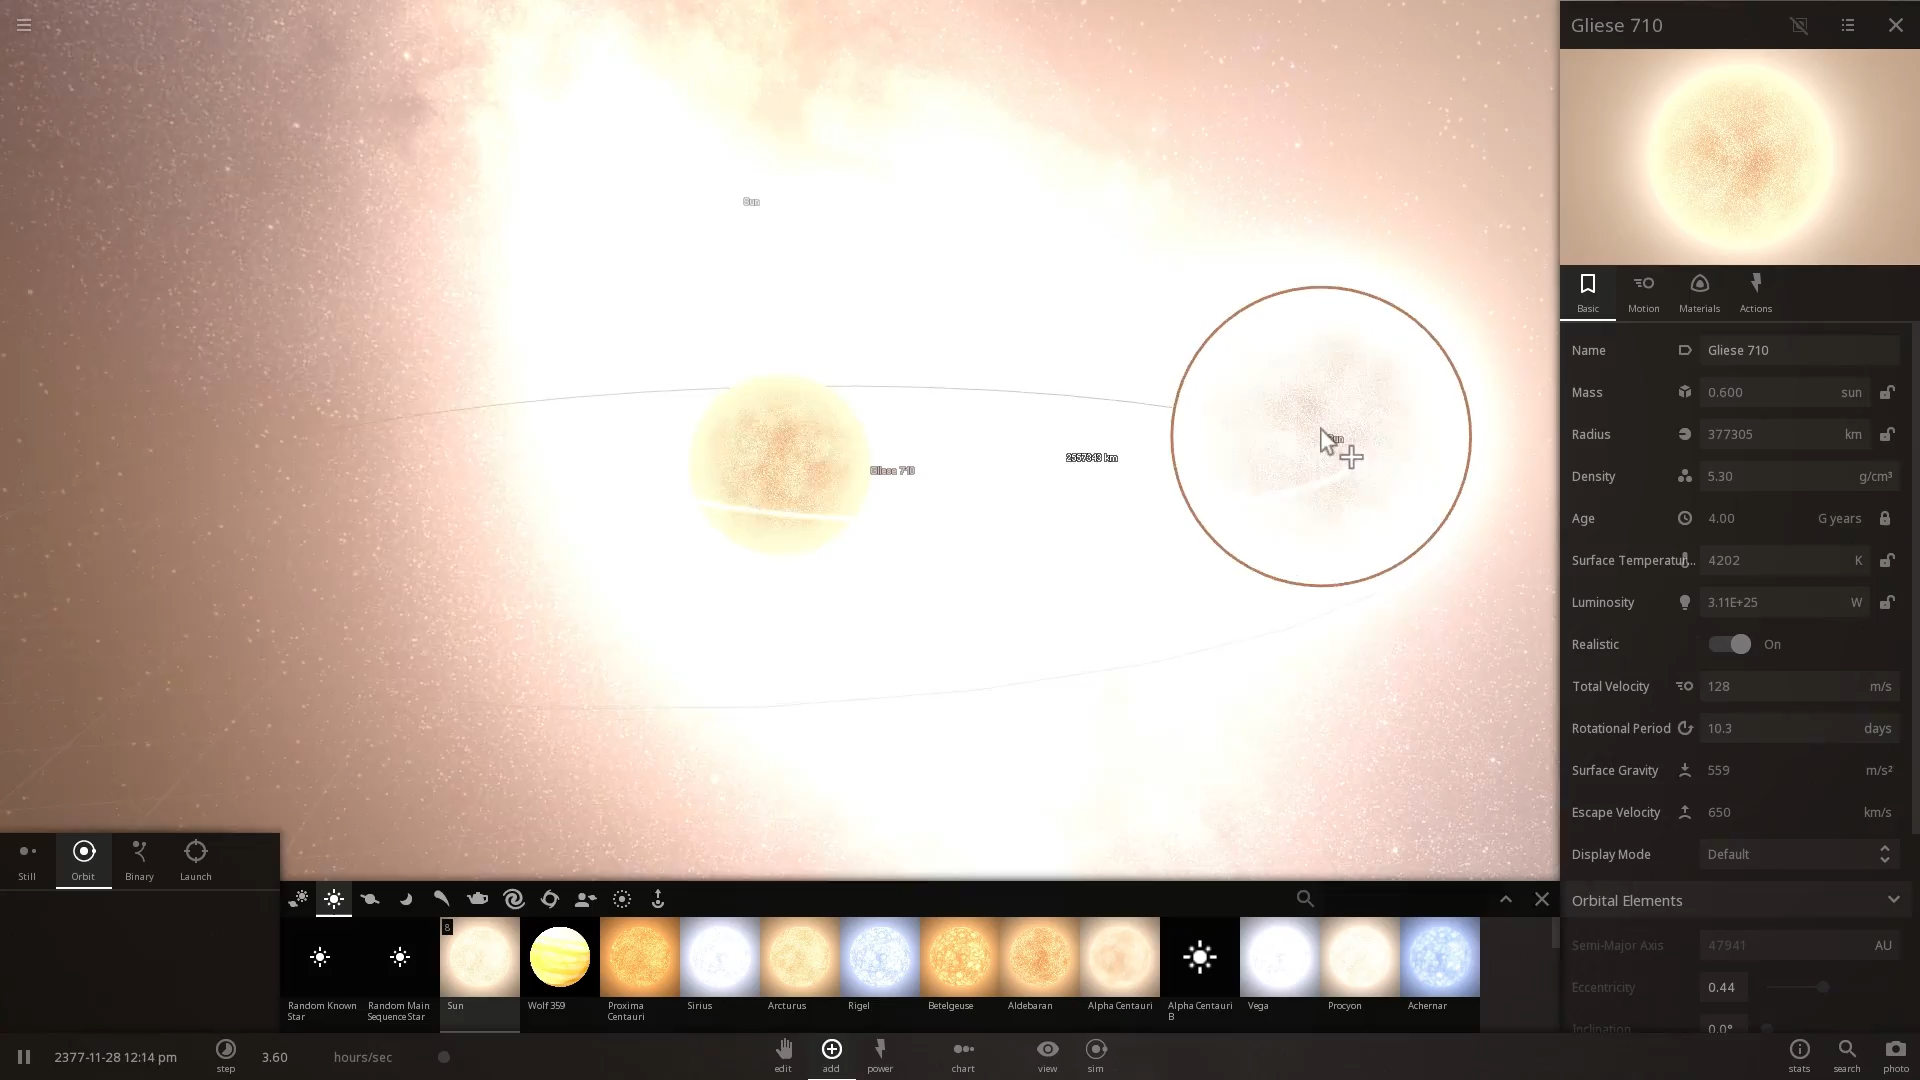 Gliese 710
Sun
Gliese 710
2557343 km
Basic
Motion
Materials
Actions
Name Gliese 710
Mass 0.600 sun
Radius 377305 km
Density 5.30 g/cm³
Age 4.00 G years
Surface Temperatur... 4202 K
Luminosity 3.11E+25 W
Realistic On
Total Velocity 128 m/s
Rotational Period 10.3 days
Surface Gravity 559 m/s²
Escape Velocity 650 km/s
Display Mode Default
Orbital Elements
Semi-Major Axis 47941 AU
Eccentricity 0.44
Inclination 0.0°
Still Orbit Binary Launch
8
Random Known Star
Random Main Sequence Star
Sun
Wolf 359
Proxima Centauri
Sirius
Arcturus
Rigel
Betelgeuse
Aldebaran
Alpha Centauri
Alpha Centauri B
Vega
Procyon
Achernar
2377-11-28 12:14 pm
step
3.60 hours/sec
edit add power chart view sim
stats search photo